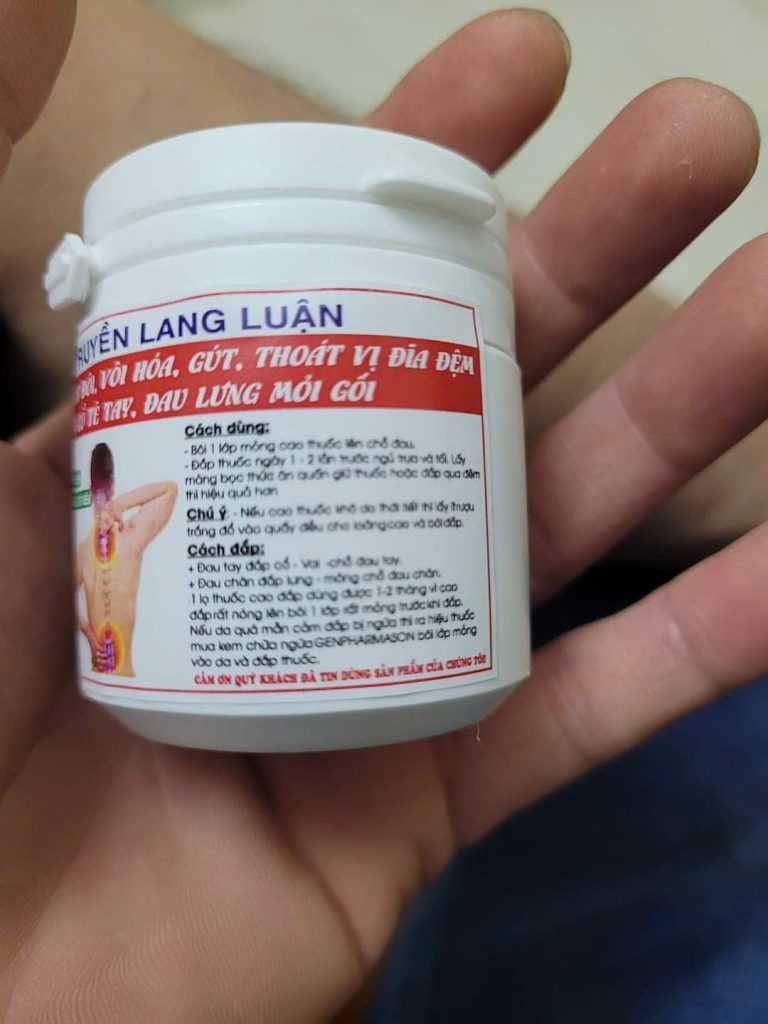 TRUYỀN LANG LUẬN
ĐÔI, VÔI HÓA, GÚT, THOÁT VỊ ĐĨA ĐỆM
TÊ TAY, ĐAU LƯNG MỎI GỐI
Cách dùng:
- Bôi 1 lớp mỏng cao thuốc lên chổ đau.
- Đắp thuốc ngày 1 - 2 lần trước ngủ trưa và tối. Lấy
màng bọc thức ăn quấn giữ thuốc hoặc đắp qua đêm
thì hiệu quả hơn
Chú ý: - Nếu cao thuốc khô do thời tiết thì lấy ít rượu
trắng đổ vào quấy đều cho loãng cao và bôi đắp.
Cách đắp:
+ Đau tay đắp cổ - Vai - chổ đau tay.
+ Đau chân đắp lưng - mông chổ đau chân.
1 lọ thuốc cao đắp dùng được 1-2 tháng vì cao
đắp rất nóng lên bôi 1 lớp rất mỏng trước khi đắp.
Nếu da quá mẫn cảm đắp bị ngứa thì ra hiệu thuốc
mua kem chữa ngứa GENPHARMASON bôi lớp mỏng
vào da và đắp thuốc.
CẢM ƠN QUÝ KHÁCH ĐÃ TIN DÙNG SẢN PHẨM CỦA CHÚNG TÔI